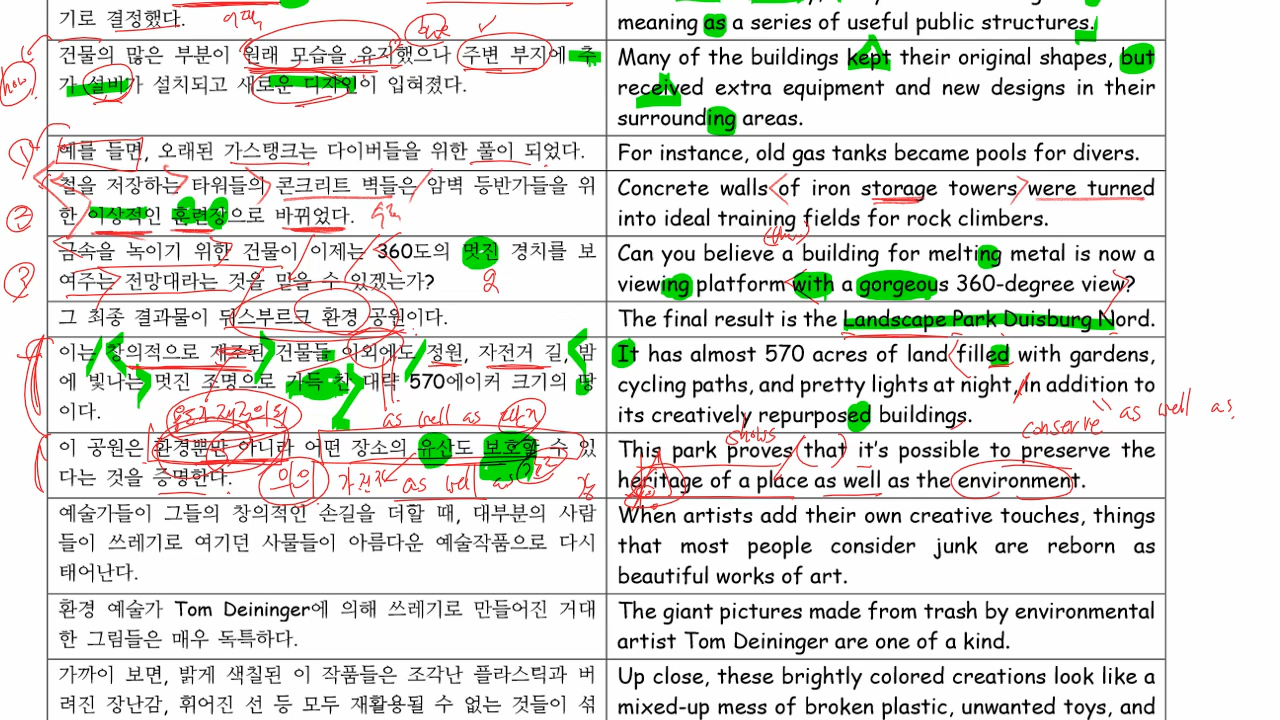 기로 결정했다.
meaning as a series of useful public structures.
건물의 많은 부분이 원래 모습을 유지했으나 주변 부지에 추
가 설비가 설치되고 새로운 디자인이 입혀졌다.
Many of the buildings kept their original shapes, but
received extra equipment and new designs in their
surrounding areas.
how
①
예를 들면, 오래된 가스탱크는 다이버들을 위한 풀이 되었다.
For instance, old gas tanks became pools for divers.
②
철을 저장하는 타워들의 콘크리트 벽들은 암벽 등반가들을 위
한 이상적인 훈련장으로 바뀌었다.
Concrete walls of iron storage towers were turned
into ideal training fields for rock climbers.
③
금속을 녹이기 위한 건물이 이제는 360도의 멋진 경치를 보
여주는 전망대라는 것을 믿을 수 있겠는가?
Can you believe a building for melting metal is now a
viewing platform with a gorgeous 360-degree view?
그 최종 결과물이 뒤스부르크 환경 공원이다.
The final result is the Landscape Park Duisburg Nord.
이는 창의적으로 재조된 건물들 이외에도 정원, 자전거 길, 밤
에 빛나는 멋진 조명으로 가득 찬 대략 570에이커 크기의 땅
이다.
as well as
It has almost 570 acres of land filled with gardens,
cycling paths, and pretty lights at night, in addition to
its creatively repurposed buildings.
conserve
as well as
shows
이 공원은 환경뿐만 아니라 어떤 장소의 유산도 보호할 수 있
다는 것을 증명한다.
as well as
This park proves (that) it's possible to preserve the
heritage of a place as well as the environment.
예술가들이 그들의 창의적인 손길을 더할 때, 대부분의 사람
들이 쓰레기로 여기던 사물들이 아름다운 예술작품으로 다시
태어난다.
When artists add their own creative touches, things
that most people consider junk are reborn as
beautiful works of art.
환경 예술가 Tom Deininger에 의해 쓰레기로 만들어진 거대
한 그림들은 매우 독특하다.
The giant pictures made from trash by environmental
artist Tom Deininger are one of a kind.
가까이 보면, 밝게 색칠된 이 작품들은 조각난 플라스틱과 버
려진 장난감, 휘어진 선 등 모두 재활용될 수 없는 것들이 섞
Up close, these brightly colored creations look like a
mixed-up mess of broken plastic, unwanted toys, and